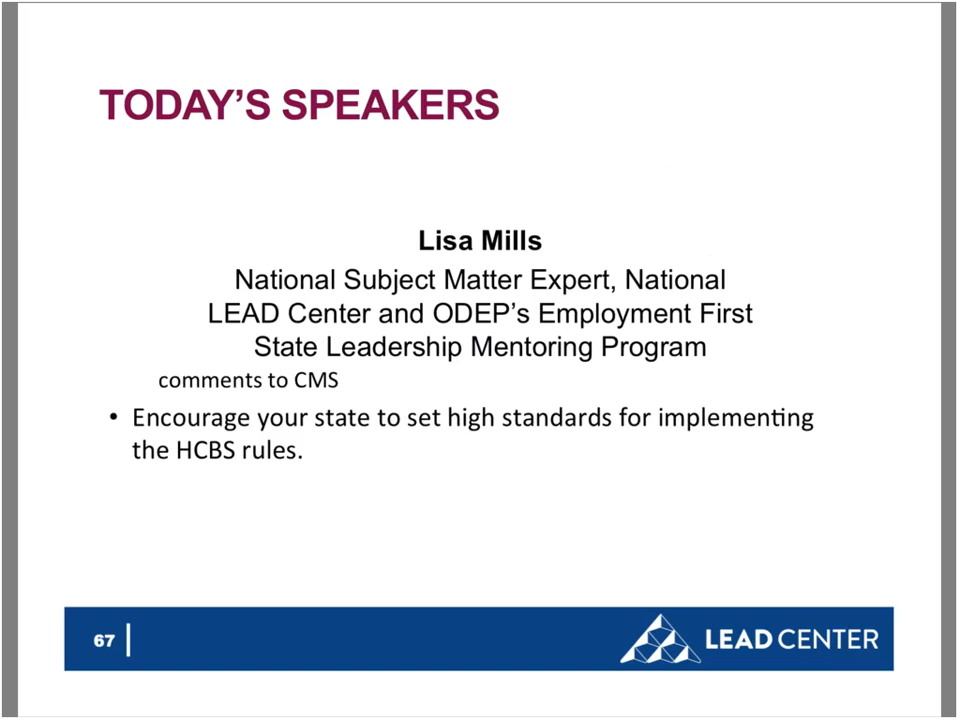 TODAY'S SPEAKERS
Lisa Mills
National Subject Matter Expert, National
LEAD Center and ODEP's Employment First
State Leadership Mentoring Program
comments to CMS
• Encourage your state to set high standards for implementing
the HCBS rules.
67
LEAD CENTER